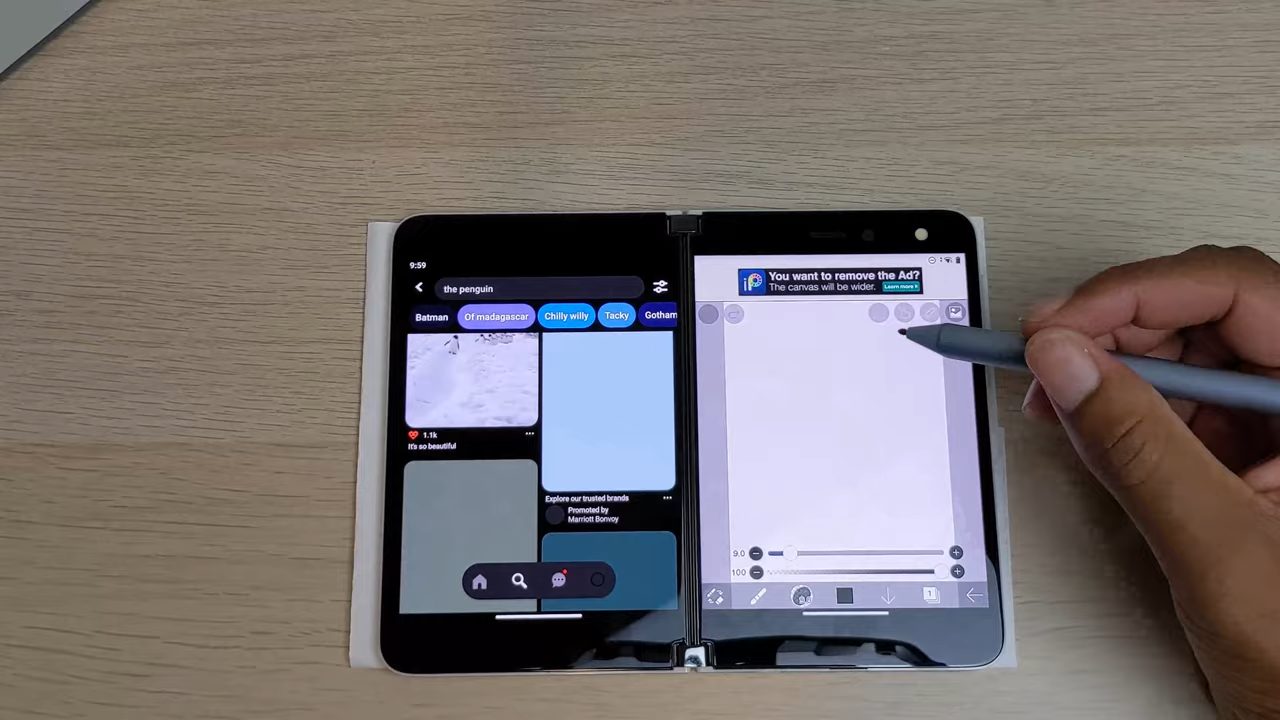 9:59
the penguin
Batman
Of madagascar
Chilly willy
Tacky
Gotham
1.1k
It's so beautiful
Explore our trusted brands
Promoted by
Marriott Bonvoy
iP
You want to remove the Ad?
The canvas will be wider.
Learn more
9.0
100
1